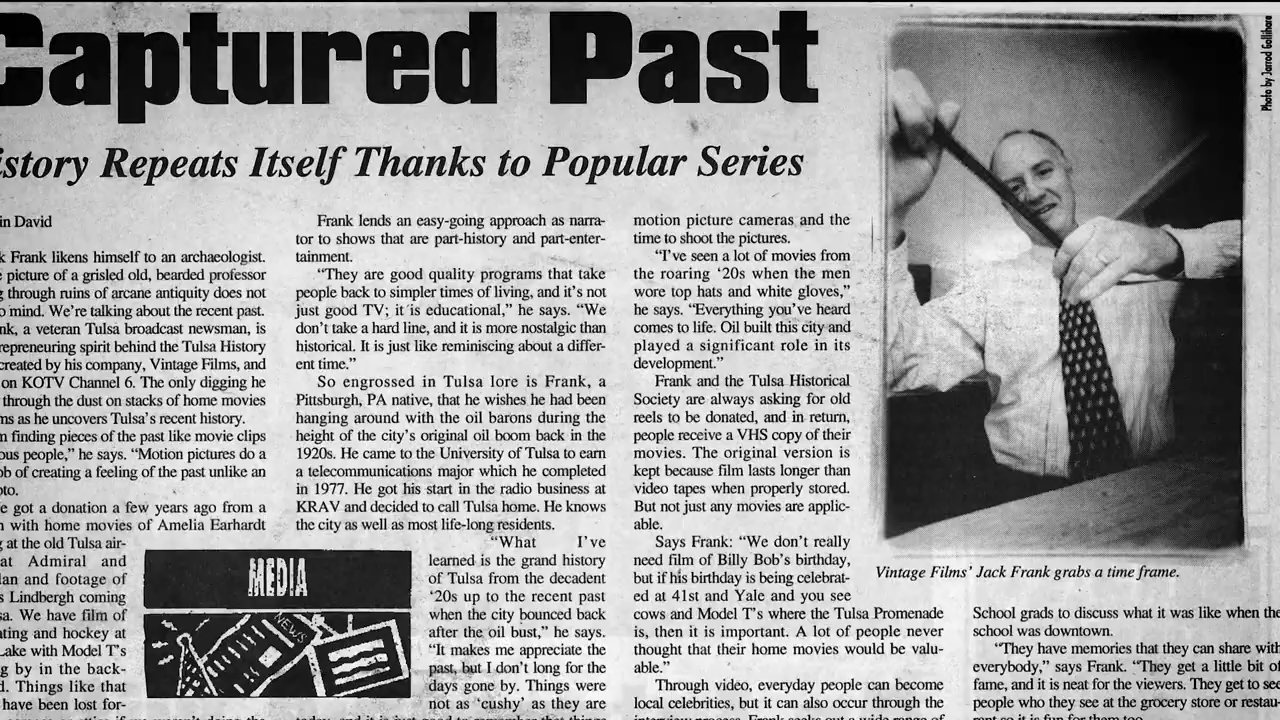 Captured Past
istory Repeats Itself Thanks to Popular Series
in David
k Frank likens himself to an archaeologist.
picture of a grisled old, bearded professor
g through ruins of arcane antiquity does not
o mind. We're talking about the recent past.
nk, a veteran Tulsa broadcast newsman, is
repreneuring spirit behind the Tulsa History
created by his company, Vintage Films, and
on KOTV Channel 6. The only digging he
through the dust on stacks of home movies
ms as he uncovers Tulsa's recent history.
m finding pieces of the past like movie clips
ous people," he says. "Motion pictures do a
ob of creating a feeling of the past unlike an
oto.
e got a donation a few years ago from a
n with home movies of Amelia Earhardt
g at the old Tulsa air-
at Admiral and
lan and footage of
s Lindbergh coming
sa. We have film of
ating and hockey at
Lake with Model T's
g by in the back-
d. Things like that
have been lost for-
MEDIA
NEWS
Frank lends an easy-going approach as narra-
tor to shows that are part-history and part-enter-
tainment.
"They are good quality programs that take
people back to simpler times of living, and it's not
just good TV; it is educational," he says. "We
don't take a hard line, and it is more nostalgic than
historical. It is just like reminiscing about a differ-
ent time."
So engrossed in Tulsa lore is Frank, a
Pittsburgh, PA native, that he wishes he had been
hanging around with the oil barons during the
height of the city's original oil boom back in the
1920s. He came to the University of Tulsa to earn
a telecommunications major which he completed
in 1977. He got his start in the radio business at
KRAV and decided to call Tulsa home. He knows
the city as well as most life-long residents.
"What I've
learned is the grand history
of Tulsa from the decadent
'20s up to the recent past
when the city bounced back
after the oil bust," he says.
"It makes me appreciate the
past, but I don't long for the
days gone by. Things were
not as 'cushy' as they are
motion picture cameras and the
time to shoot the pictures.
"I've seen a lot of movies from
the roaring '20s when the men
wore top hats and white gloves,"
he says. "Everything you've heard
comes to life. Oil built this city and
played a significant role in its
development."
Frank and the Tulsa Historical
Society are always asking for old
reels to be donated, and in return,
people receive a VHS copy of their
movies. The original version is
kept because film lasts longer than
video tapes when properly stored.
But not just any movies are applic-
able.
Says Frank: "We don't really
need film of Billy Bob's birthday,
but if his birthday is being celebrat-
ed at 41st and Yale and you see
cows and Model T's where the Tulsa Promenade
is, then it is important. A lot of people never
thought that their home movies would be valu-
able."
Through video, everyday people can become
local celebrities, but it can also occur through the
interview process. Frank seeks out a wide range of
Photo by Jarrod Gollihare
Vintage Films' Jack Frank grabs a time frame.
School grads to discuss what it was like when the
school was downtown.
"They have memories that they can share with
everybody," says Frank. "They get a little bit of
fame, and it is neat for the viewers. They get to see
people who they see at the grocery store or restau
rant so it is fun for them too.